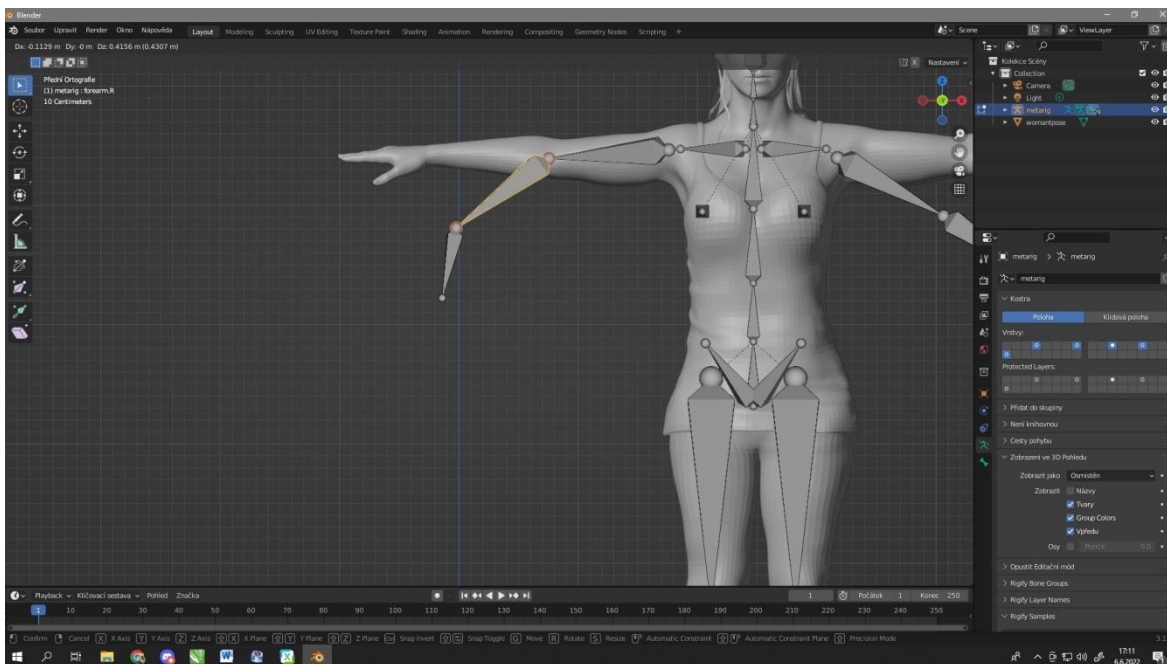 Blender
Soubor Upravit Render Okno Nápověda Layout Modeling Sculpting UV Editing Texture Paint Shading Animation Rendering Compositing Geometry Nodes Scripting + Scene ViewLayer
Dx: -0.1129 m Dy: -0 m Dz: 0.4156 m (0.4307 m)
Nastavení
Přední Ortografie
(1) metarig : forearm.R
10 Centimeters
Kolekce Scény
Collection
Camera
Light
metarig
womantpose
metarig > metarig
metarig
Kostra
Poloha Klidová poloha
Vrstvy:
Protected Layers:
Přidat do skupiny
Není knihovnou
Cesty pohybu
Zobrazení ve 3D Pohledu
Zobrazit jako Osmistěn
Zobrazit Názvy
Tvary
Group Colors
Vpředu
Osy Pozice 0.0
Opustit Editační mód
Rigify Bone Groups
Rigify Layer Names
Rigify Samples
Playback Klíčovací sestava Pohled Značka 1 Počátek 1 Konec 250
1 10 20 30 40 50 60 70 80 90 100 110 120 130 140 150 160 170 180 190 200 210 220 230 240 250
Confirm Cancel X X Axis Y Y Axis Z Z Axis X X Plane Y Y Plane Z Z Plane Snap Invert Snap Toggle G Move R Rotate S Resize Automatic Constraint Automatic Constraint Plane Precision Mode 3.1
17:11
6.6.2022